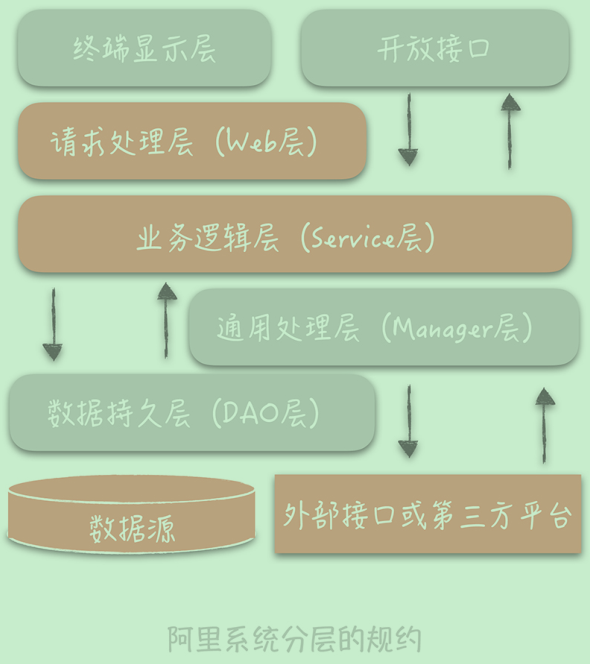 终端显示层
开放接口
请求处理层（Web层）
业务逻辑层（Service层）
通用处理层（Manager层）
数据持久层（DAO层）
数据源
外部接口或第三方平台
阿里系统分层的规约